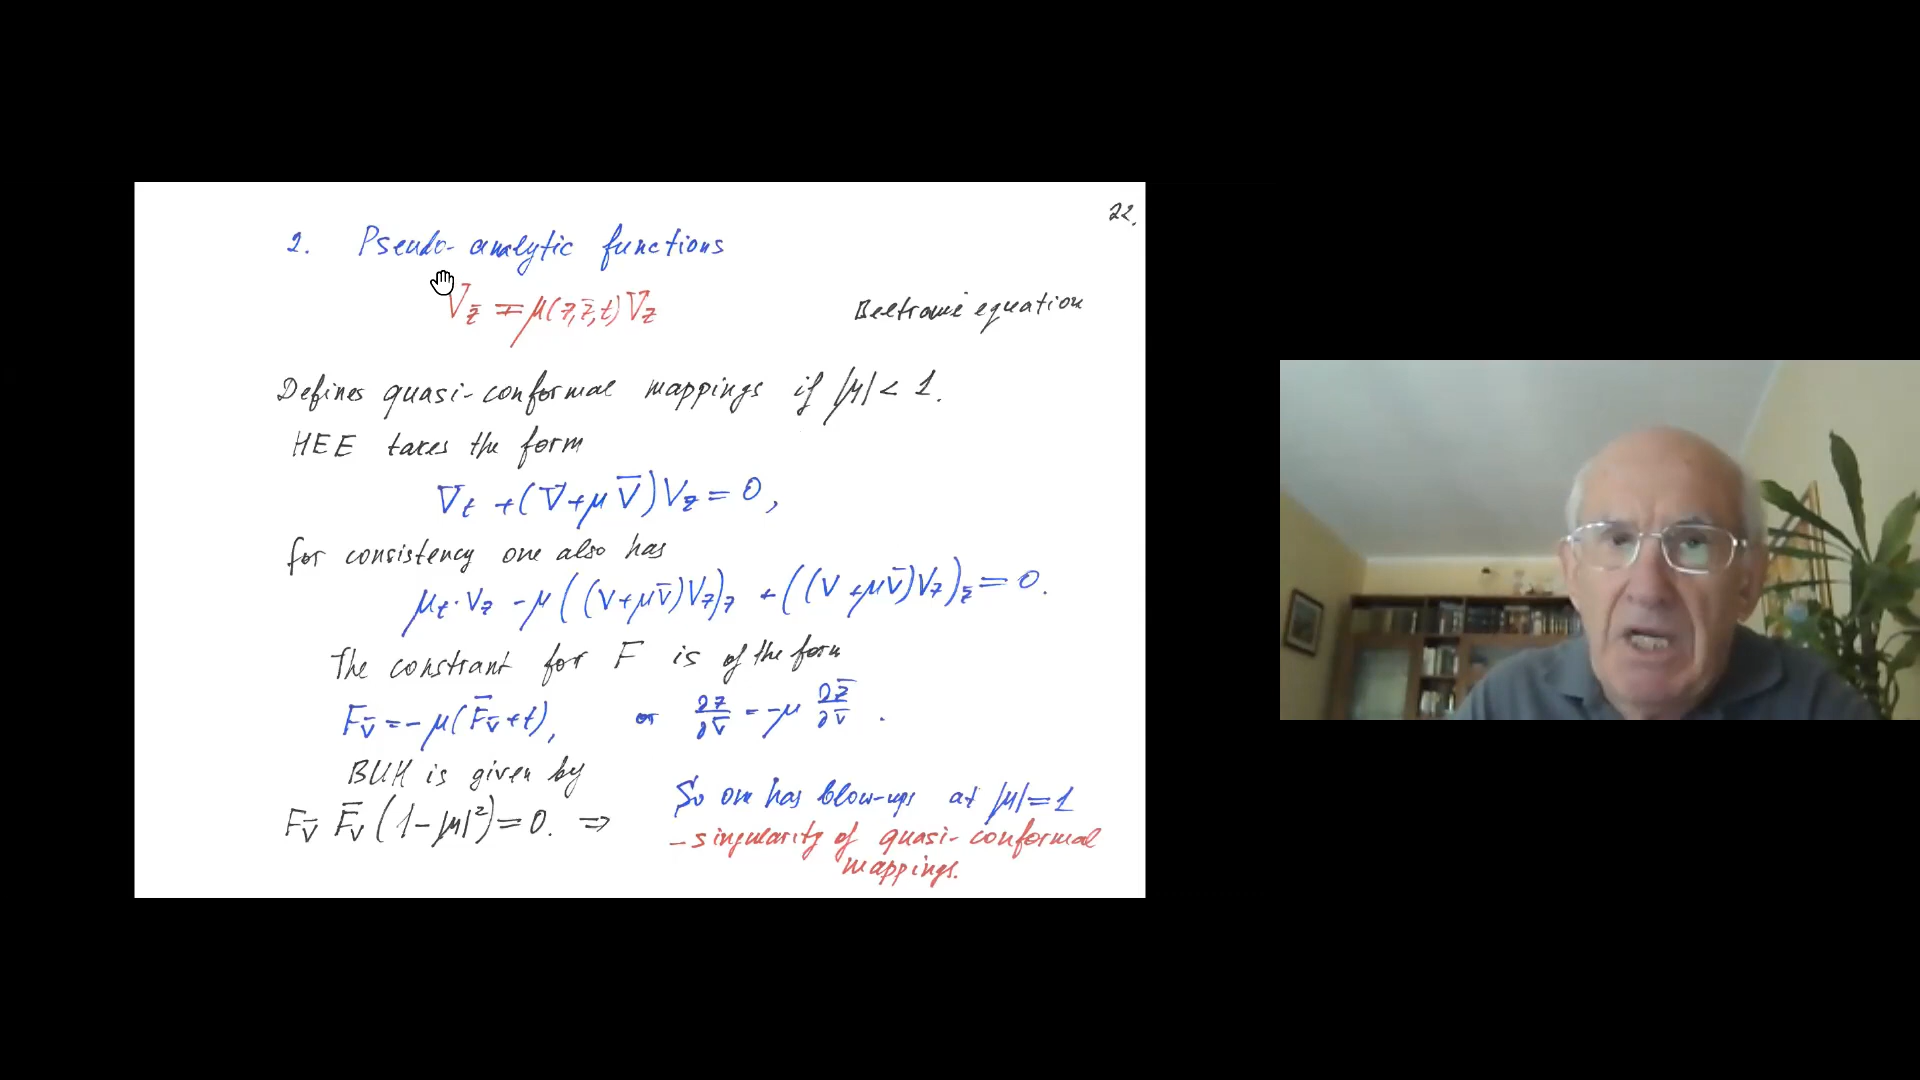 22.
2. Pseudo-analytic functions
V_z̄ = μ(z, z̄, t) V_z Beltrami equation
Defines quasi-conformal mappings if |μ| < 1.
HEE takes the form
V_t + (V + μ V̄) V_z = 0,
for consistency one also has
μ_t · V_z - μ((V + μV̄)V_z)_z + ((V + μV̄)V_z)_z̄ = 0.
The constrant for F is of the form
F_V̄ = - μ(F̄_V̄ + t), or ∂z/∂V̄ = -μ ∂z̄/∂V̄ .
BUH is given by
F_V̄ F̄_V (1 - |μ|²) = 0. ⇒ So one has blow-ups at |μ| = 1
- singularity of quasi-conformal
mappings.